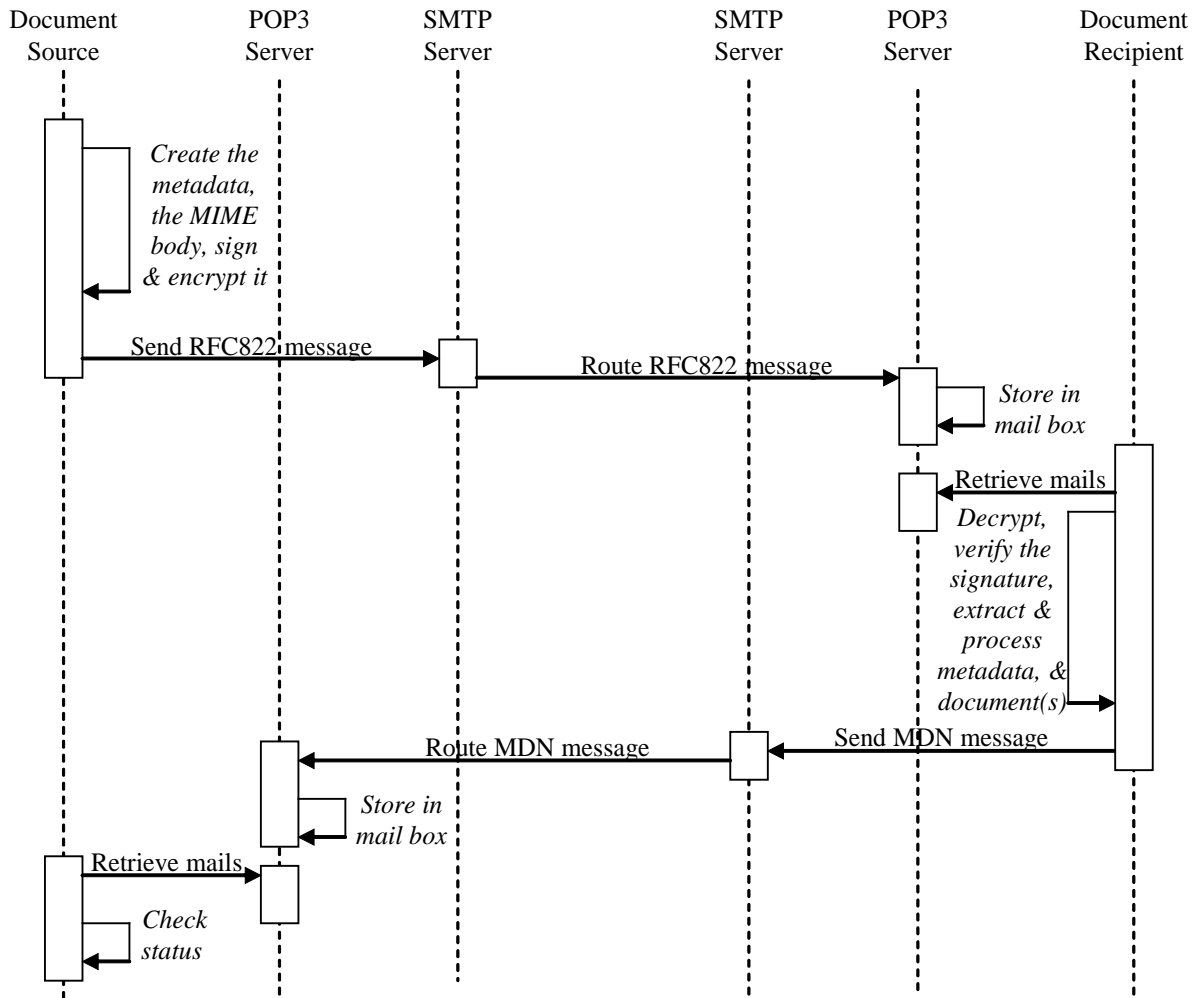 Document
Source
POP3
Server
SMTP
Server
SMTP
Server
POP3
Server
Document
Recipient
Create the
metadata,
the MIME
body, sign
& encrypt it
Send RFC822 message
Route RFC822 message
Store in
mail box
Retrieve mails
Decrypt,
verify the
signature,
extract &
process
metadata, &
document(s)
Send MDN message
Route MDN message
Store in
mail box
Retrieve mails
Check
status